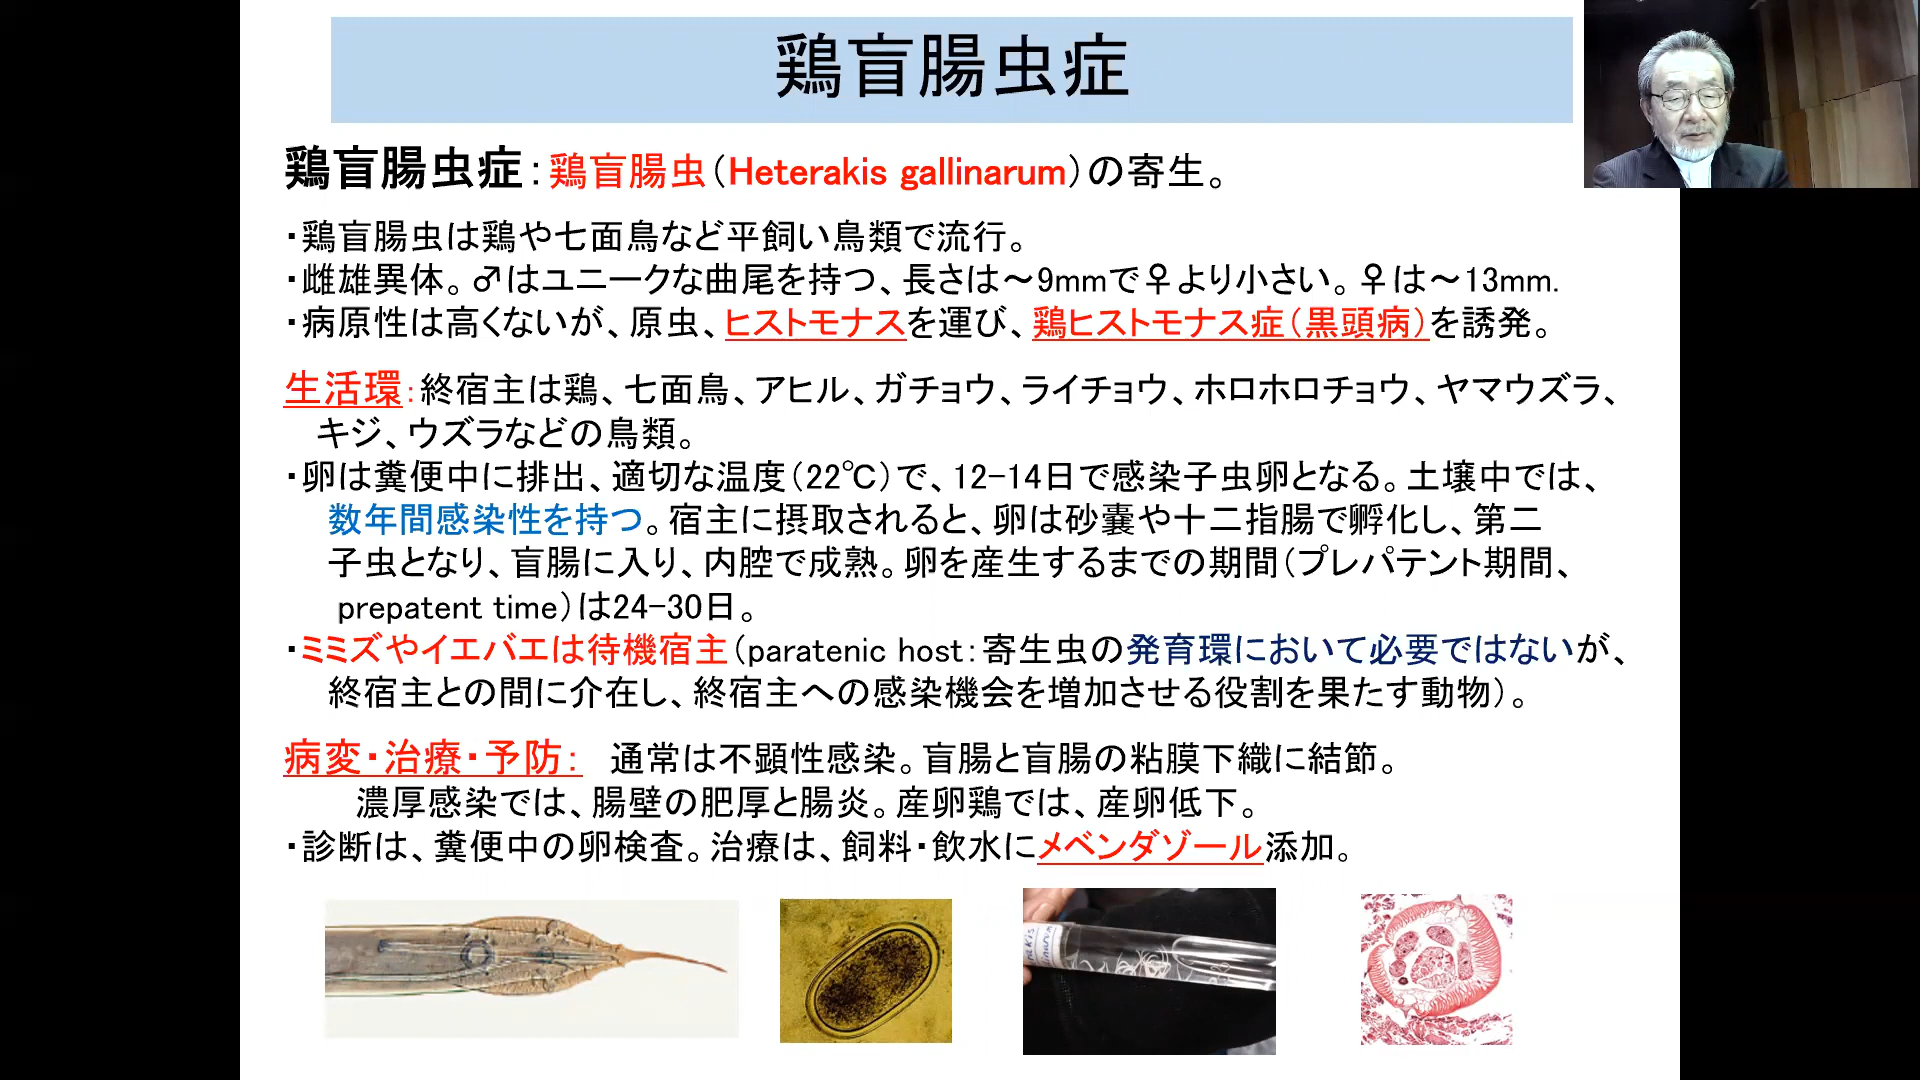 鶏盲腸虫症
鶏盲腸虫症：鶏盲腸虫（Heterakis gallinarum）の寄生。
・鶏盲腸虫は鶏や七面鳥など平飼い鳥類で流行。
・雌雄異体。♂はユニークな曲尾を持つ、長さは～9mmで♀より小さい。♀は～13mm.
・病原性は高くないが、原虫、ヒストモナスを運び、鶏ヒストモナス症（黒頭病）を誘発。
生活環：終宿主は鶏、七面鳥、アヒル、ガチョウ、ライチョウ、ホロホロチョウ、ヤマウズラ、
キジ、ウズラなどの鳥類。
・卵は糞便中に排出、適切な温度（22℃）で、12-14日で感染子虫卵となる。土壌中では、
数年間感染性を持つ。宿主に摂取されると、卵は砂嚢や十二指腸で孵化し、第二
子虫となり、盲腸に入り、内腔で成熟。卵を産生するまでの期間（プレパテント期間、
prepatent time）は24-30日。
・ミミズやイエバエは待機宿主（paratenic host：寄生虫の発育環において必要ではないが、
終宿主との間に介在し、終宿主への感染機会を増加させる役割を果たす動物）。
病変・治療・予防：　通常は不顕性感染。盲腸と盲腸の粘膜下織に結節。
濃厚感染では、腸壁の肥厚と腸炎。産卵鶏では、産卵低下。
・診断は、糞便中の卵検査。治療は、飼料・飲水にメベンダゾール添加。